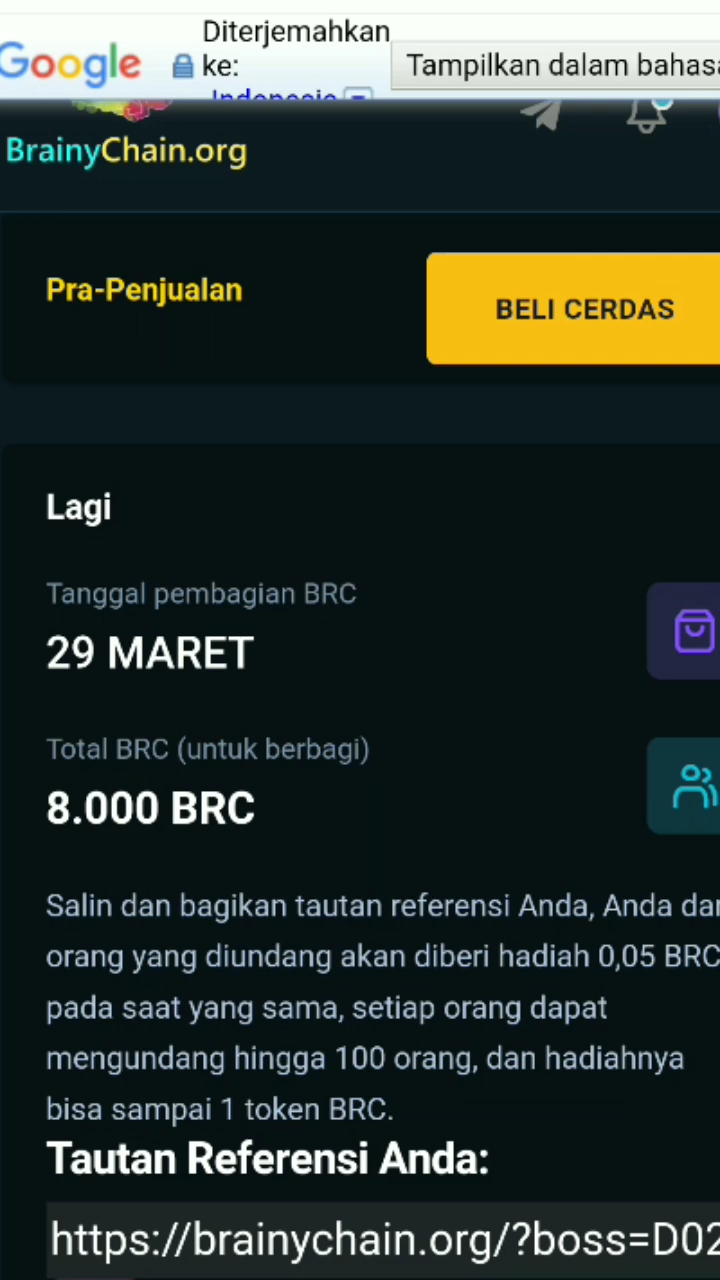 Diterjemahkan
Google ke: Tampilkan dalam bahasa
Indonesia
BrainyChain.org
Pra-Penjualan
BELI CERDAS
Lagi
Tanggal pembagian BRC
29 MARET
Total BRC (untuk berbagi)
8.000 BRC
Salin dan bagikan tautan referensi Anda, Anda dan
orang yang diundang akan diberi hadiah 0,05 BRC
pada saat yang sama, setiap orang dapat
mengundang hingga 100 orang, dan hadiahnya
bisa sampai 1 token BRC.
Tautan Referensi Anda:
https://brainychain.org/?boss=D02